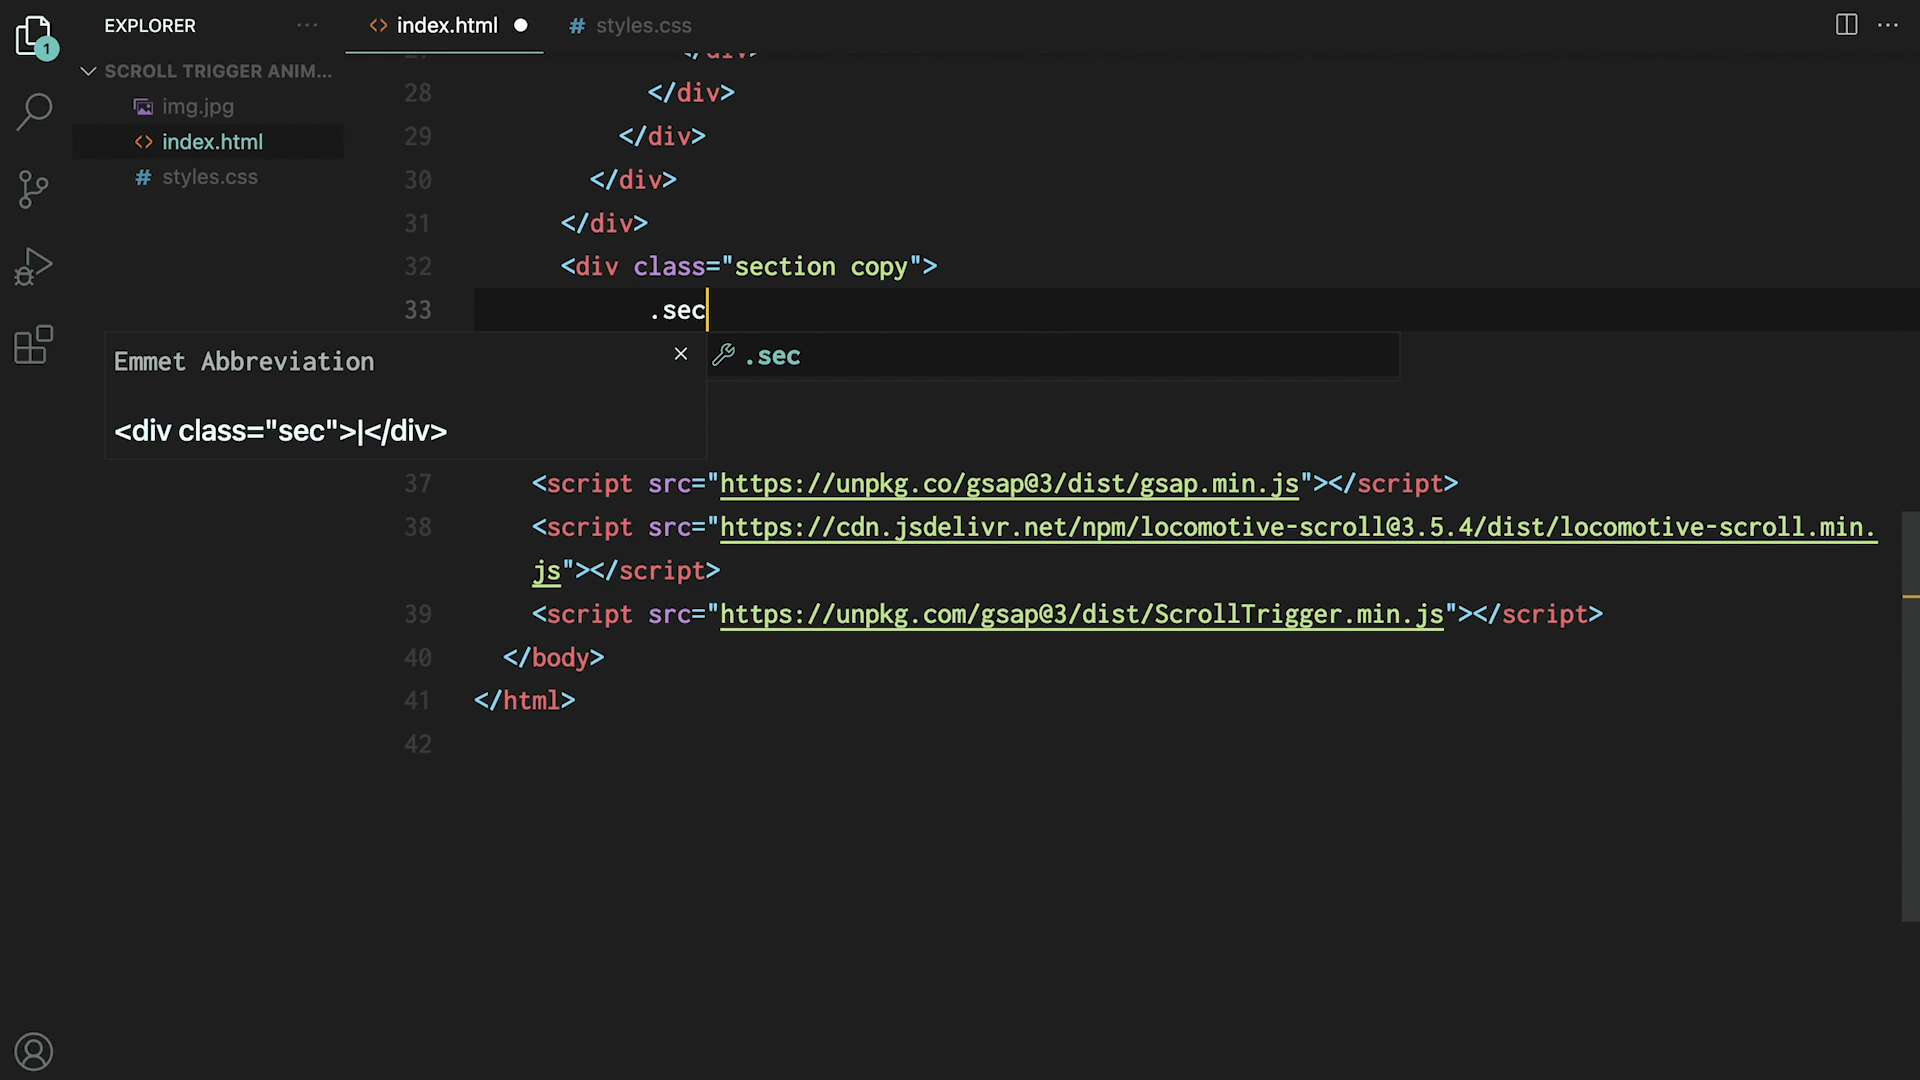 EXPLORER
index.html
# styles.css
1
SCROLL TRIGGER ANIM...
img.jpg
index.html
# styles.css
28 </div>
29 </div>
30 </div>
31 </div>
32 <div class="section copy">
33 .sec
Emmet Abbreviation
.sec
<div class="sec">|</div>
37 <script src="https://unpkg.co/gsap@3/dist/gsap.min.js"></script>
38 <script src="https://cdn.jsdelivr.net/npm/locomotive-scroll@3.5.4/dist/locomotive-scroll.min.
js"></script>
39 <script src="https://unpkg.com/gsap@3/dist/ScrollTrigger.min.js"></script>
40 </body>
41 </html>
42